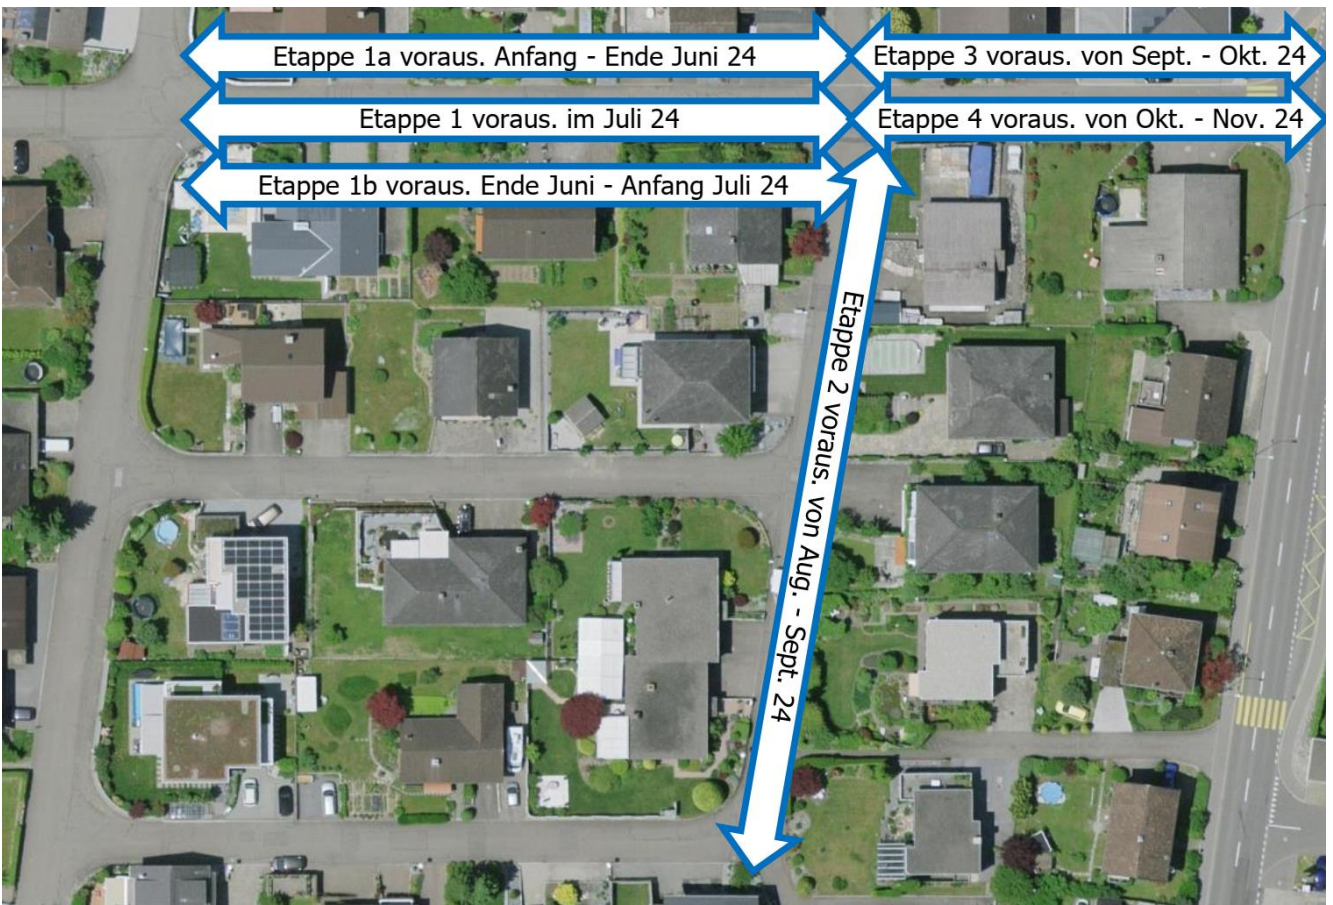 Etappe 1a voraus. Anfang - Ende Juni 24
Etappe 3 voraus. von Sept. - Okt. 24
Etappe 1 voraus. im Juli 24
Etappe 4 voraus. von Okt. - Nov. 24
Etappe 1b voraus. Ende Juni - Anfang Juli 24
Etappe 2 voraus. von Aug. - Sept. 24